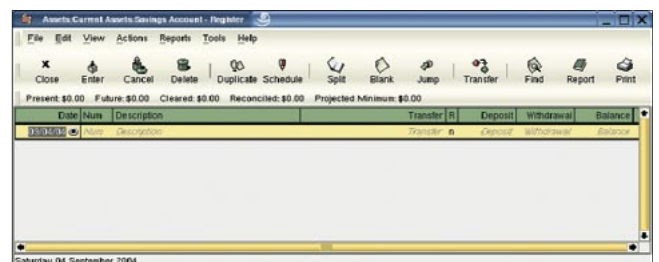 Assets:Current Assets:Savings Account - Register
File Edit View Actions Reports Tools Help
Close Enter Cancel Delete Duplicate Schedule Split Blank Jump Transfer Find Report Print
Present: $0.00 Future: $0.00 Cleared: $0.00 Reconciled: $0.00 Projected Minimum: $0.00
Date Num Description Transfer R Deposit Withdrawal Balance
09/04/04 Num Description Transfer n Deposit Withdrawal Balance
Saturday 04 September 2004